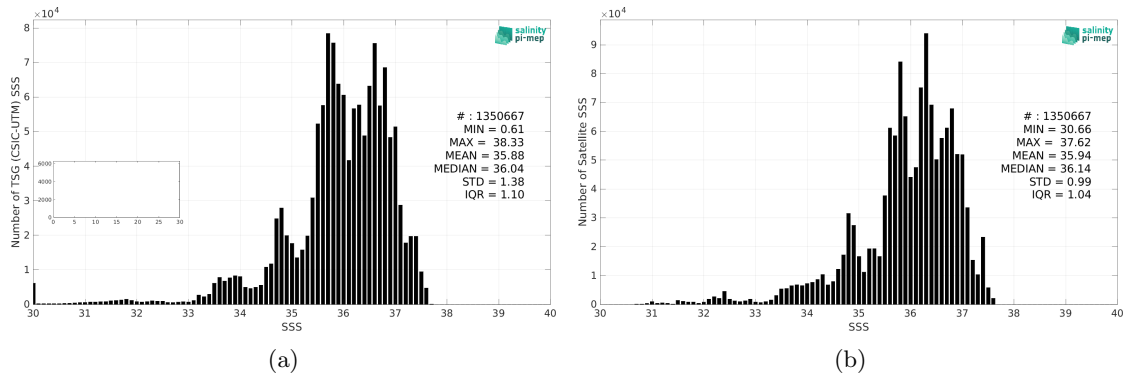 ×10^4
8
7
6
5
4
3
2
1
0
Number of TSG (CSIC-UTM) SSS
salinity
pi-mep
# : 1350667
MIN = 0.61
MAX = 38.33
MEAN = 35.88
MEDIAN = 36.04
STD = 1.38
IQR = 1.10
6000
4000
2000
0
0 5 10 15 20 25 30
30 31 32 33 34 35 36 37 38 39 40
SSS
(a)
×10^4
9
8
7
6
5
4
3
2
1
0
Number of Satellite SSS
salinity
pi-mep
# : 1350667
MIN = 30.66
MAX = 37.62
MEAN = 35.94
MEDIAN = 36.14
STD = 0.99
IQR = 1.04
30 31 32 33 34 35 36 37 38 39 40
SSS
(b)